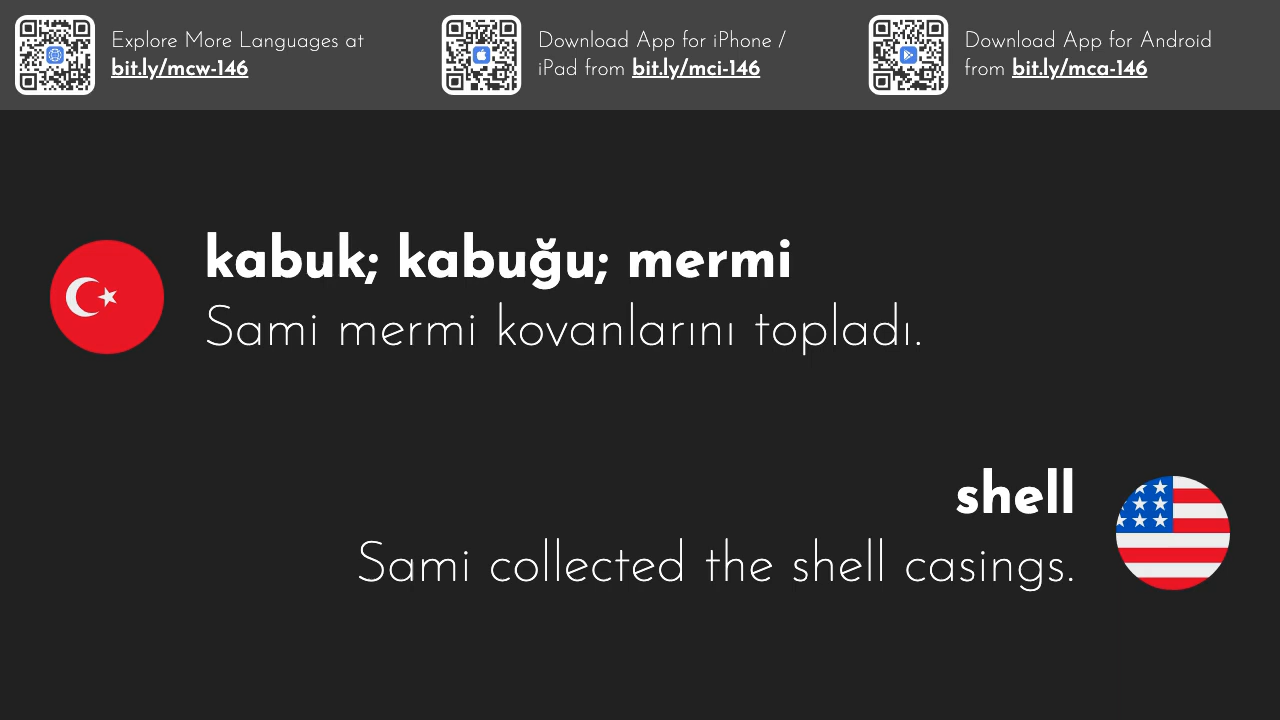 Explore More Languages at
bit.ly/mcw-146
Download App for iPhone /
iPad from bit.ly/mci-146
Download App for Android
from bit.ly/mca-146
kabuk; kabuğu; mermi
Sami mermi kovanlarını topladı.
shell
Sami collected the shell casings.